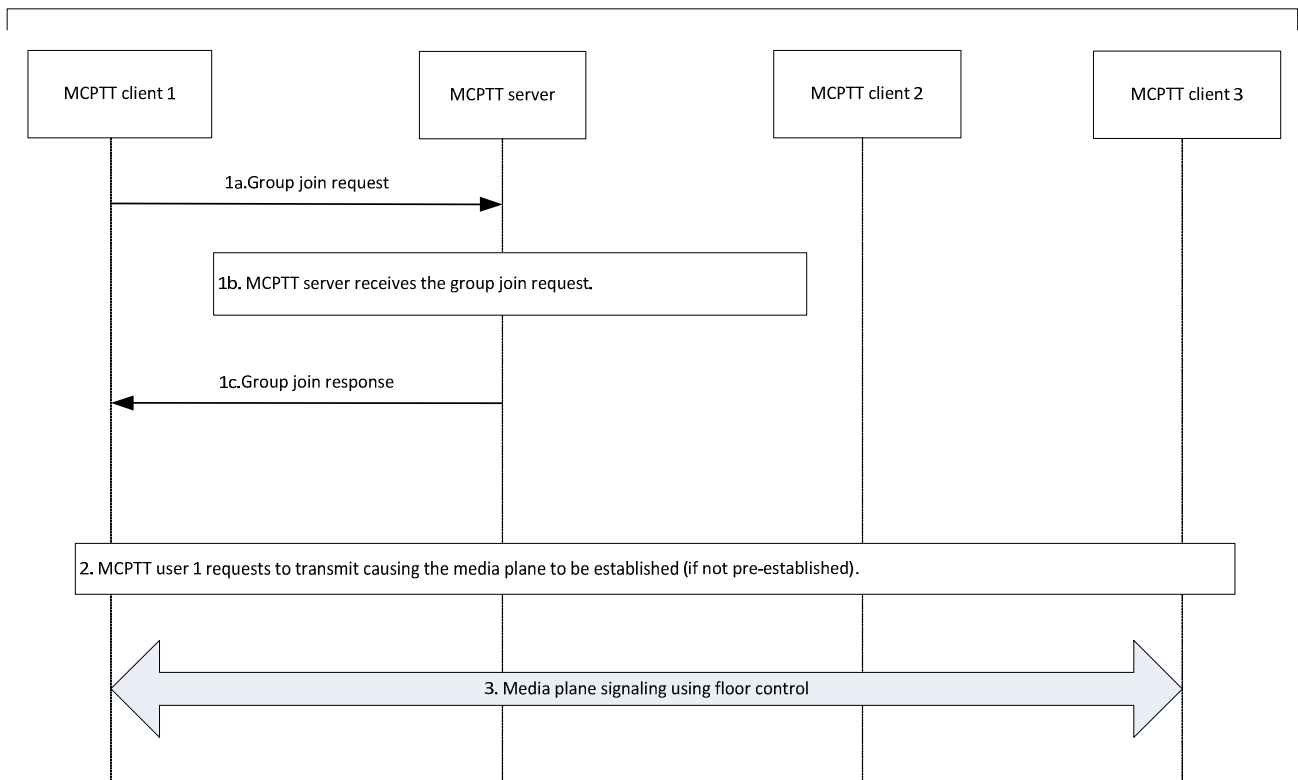 MCPTT client 1
MCPTT server
MCPTT client 2
MCPTT client 3
1a.Group join request
1b. MCPTT server receives the group join request.
1c.Group join response
2. MCPTT user 1 requests to transmit causing the media plane to be established (if not pre-established).
3. Media plane signaling using floor control